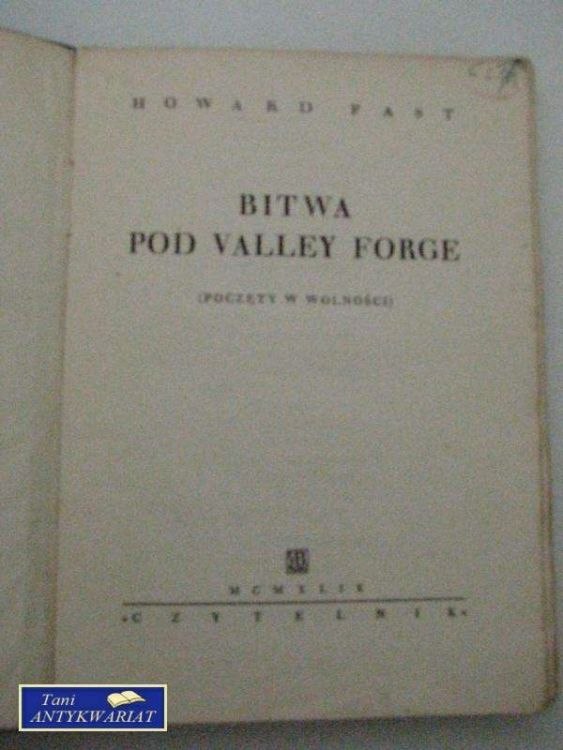 HOWARD FAST
BITWA
POD VALLEY FORGE
(POCZĘTY W WOLNOŚCI)
MCMXLIX
«CZYTELNIK»
Tani
ANTYKWARIAT